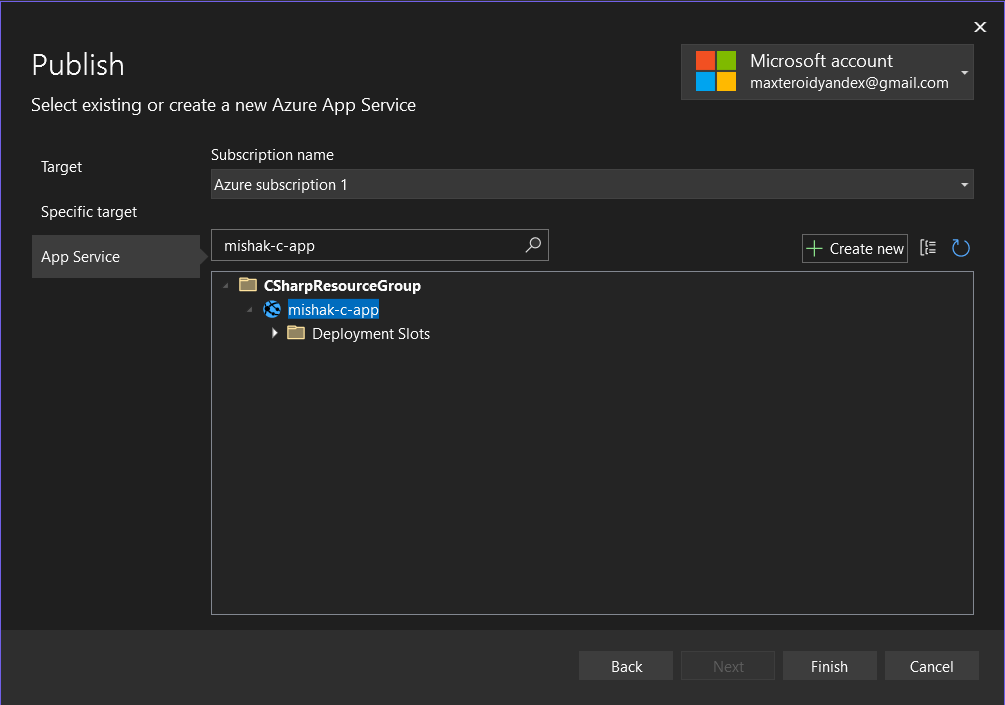 Publish
Select existing or create a new Azure App Service
Microsoft account
maxteroidyandex@gmail.com
Target
Specific target
App Service
Subscription name
Azure subscription 1
mishak-c-app
Create new
CSharpResourceGroup
mishak-c-app
Deployment Slots
Back
Next
Finish
Cancel